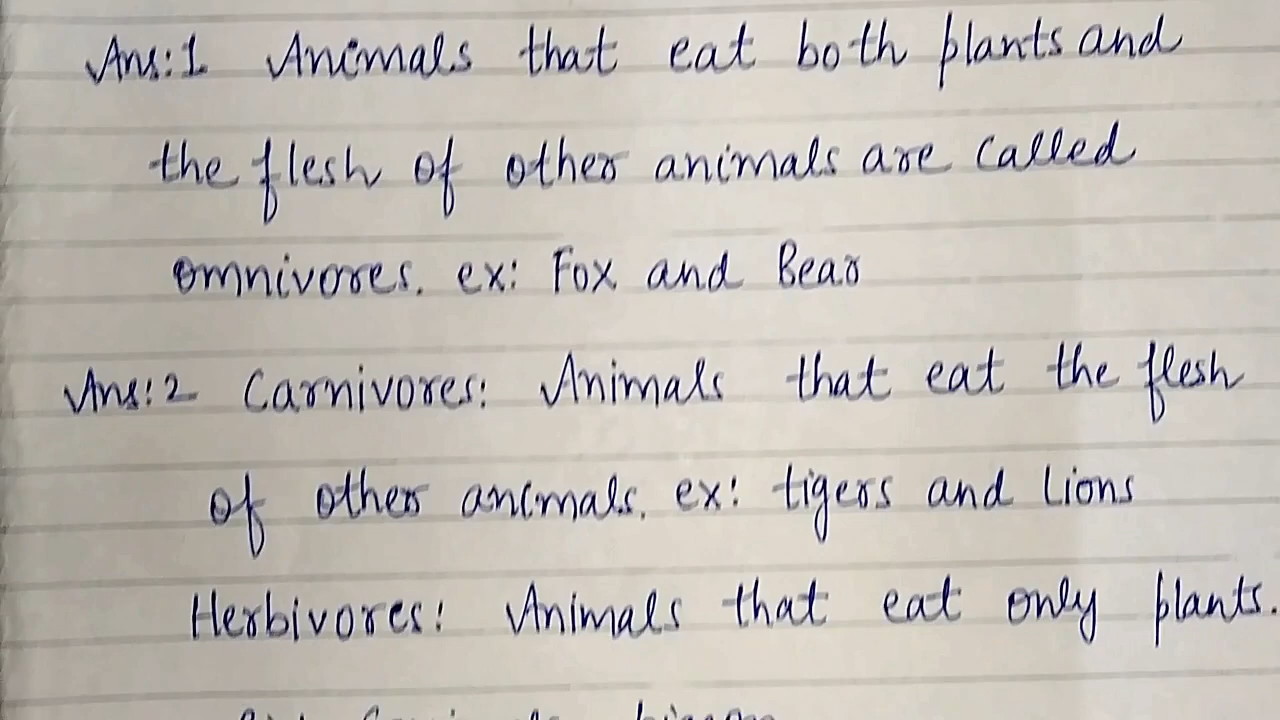 Ans:1 Animals that eat both plants and
the flesh of other animals are called
omnivores. ex: Fox and Bear
Ans:2 Carnivores: Animals that eat the flesh
of other animals. ex: tigers and Lions
Herbivores: Animals that eat only plants.